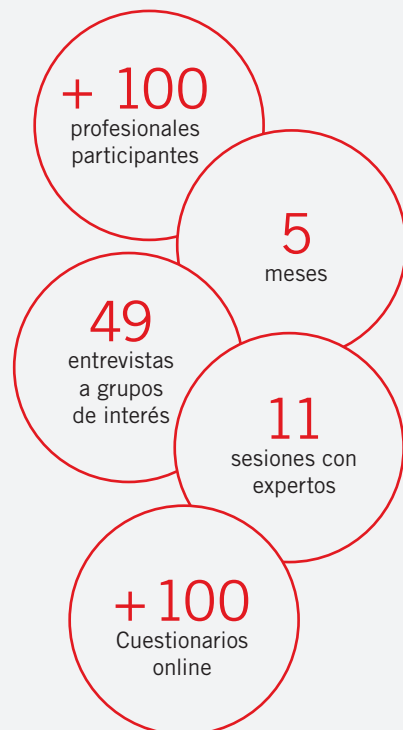 + 100
profesionales
participantes
5
meses
49
entrevistas
a grupos
de interés
11
sesiones con
expertos
+ 100
Cuestionarios
online